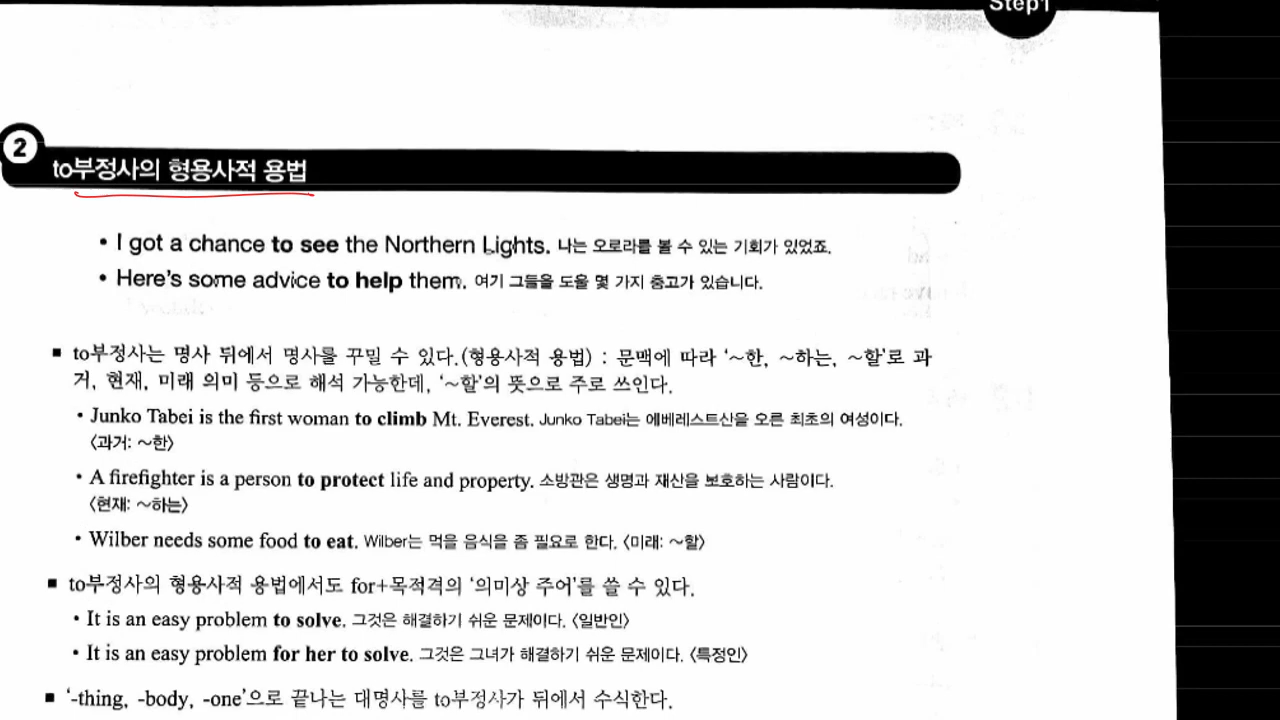 Step1
2
to부정사의 형용사적 용법
• I got a chance to see the Northern Lights. 나는 오로라를 볼 수 있는 기회가 있었죠.
• Here's some advice to help them. 여기 그들을 도울 몇 가지 충고가 있습니다.
■ to부정사는 명사 뒤에서 명사를 꾸밀 수 있다.(형용사적 용법) : 문맥에 따라 ‘~한, ~하는, ~할’로 과
거, 현재, 미래 의미 등으로 해석 가능한데, ‘~할’의 뜻으로 주로 쓰인다.
• Junko Tabei is the first woman to climb Mt. Everest. Junko Tabei는 에베레스트산을 오른 최초의 여성이다.
〈과거: ~한〉
• A firefighter is a person to protect life and property. 소방관은 생명과 재산을 보호하는 사람이다.
〈현재: ~하는〉
• Wilber needs some food to eat. Wilber는 먹을 음식을 좀 필요로 한다. 〈미래: ~할〉
■ to부정사의 형용사적 용법에서도 for+목적격의 ‘의미상 주어’를 쓸 수 있다.
• It is an easy problem to solve. 그것은 해결하기 쉬운 문제이다. 〈일반인〉
• It is an easy problem for her to solve. 그것은 그녀가 해결하기 쉬운 문제이다. 〈특정인〉
■ ‘-thing, -body, -one’으로 끝나는 대명사를 to부정사가 뒤에서 수식한다.